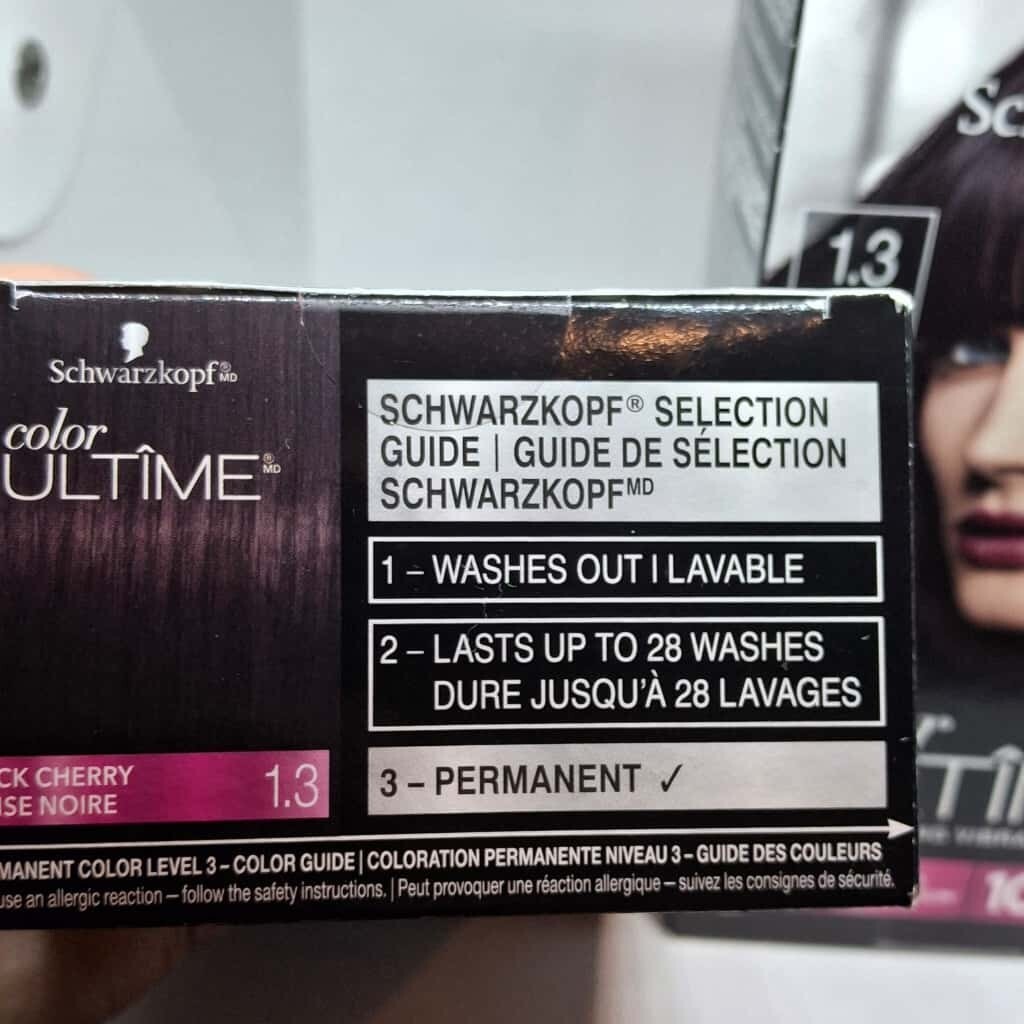 Schwarzkopf®MD
color
ULTÎME®MD
CK CHERRY
ISE NOIRE
1.3
SCHWARZKOPF® SELECTION
GUIDE | GUIDE DE SÉLECTION
SCHWARZKOPFMD
1 – WASHES OUT I LAVABLE
2 – LASTS UP TO 28 WASHES
DURE JUSQU'À 28 LAVAGES
3 – PERMANENT ✓
MANENT COLOR LEVEL 3 – COLOR GUIDE | COLORATION PERMANENTE NIVEAU 3 – GUIDE DES COULEURS
use an allergic reaction – follow the safety instructions. | Peut provoquer une réaction allergique – suivez les consignes de sécurité.
Sc
1.3